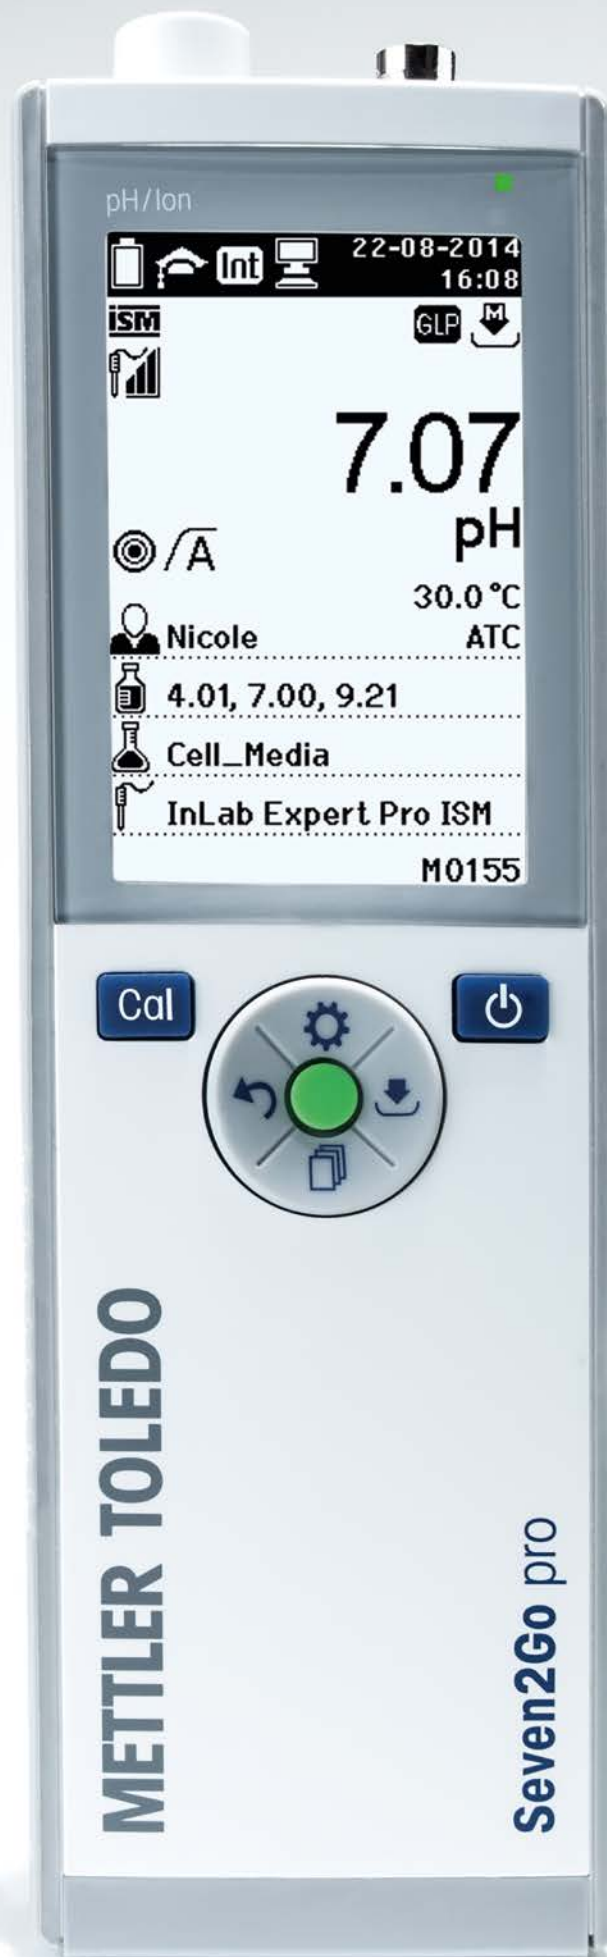 pH/Ion
Int
22-08-2014
16:08
iSM
GLP
M
7.07
pH
A
30.0 °C
Nicole
ATC
4.01, 7.00, 9.21
Cell_Media
InLab Expert Pro ISM
M0155
Cal
METTLER TOLEDO
Seven2Go pro